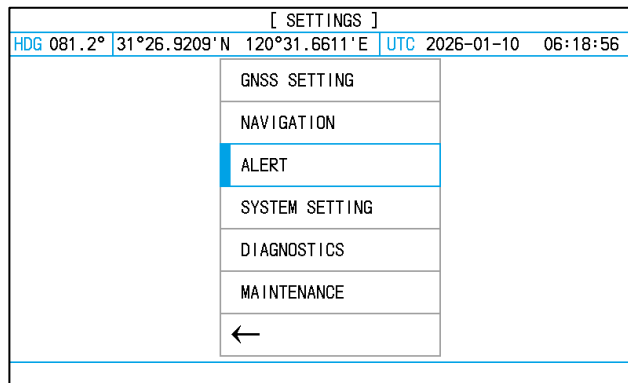 [ SETTINGS ]
HDG 081.2° 31°26.9209'N 120°31.6611'E UTC 2026-01-10 06:18:56
GNSS SETTING
NAVIGATION
ALERT
SYSTEM SETTING
DIAGNOSTICS
MAINTENANCE
←